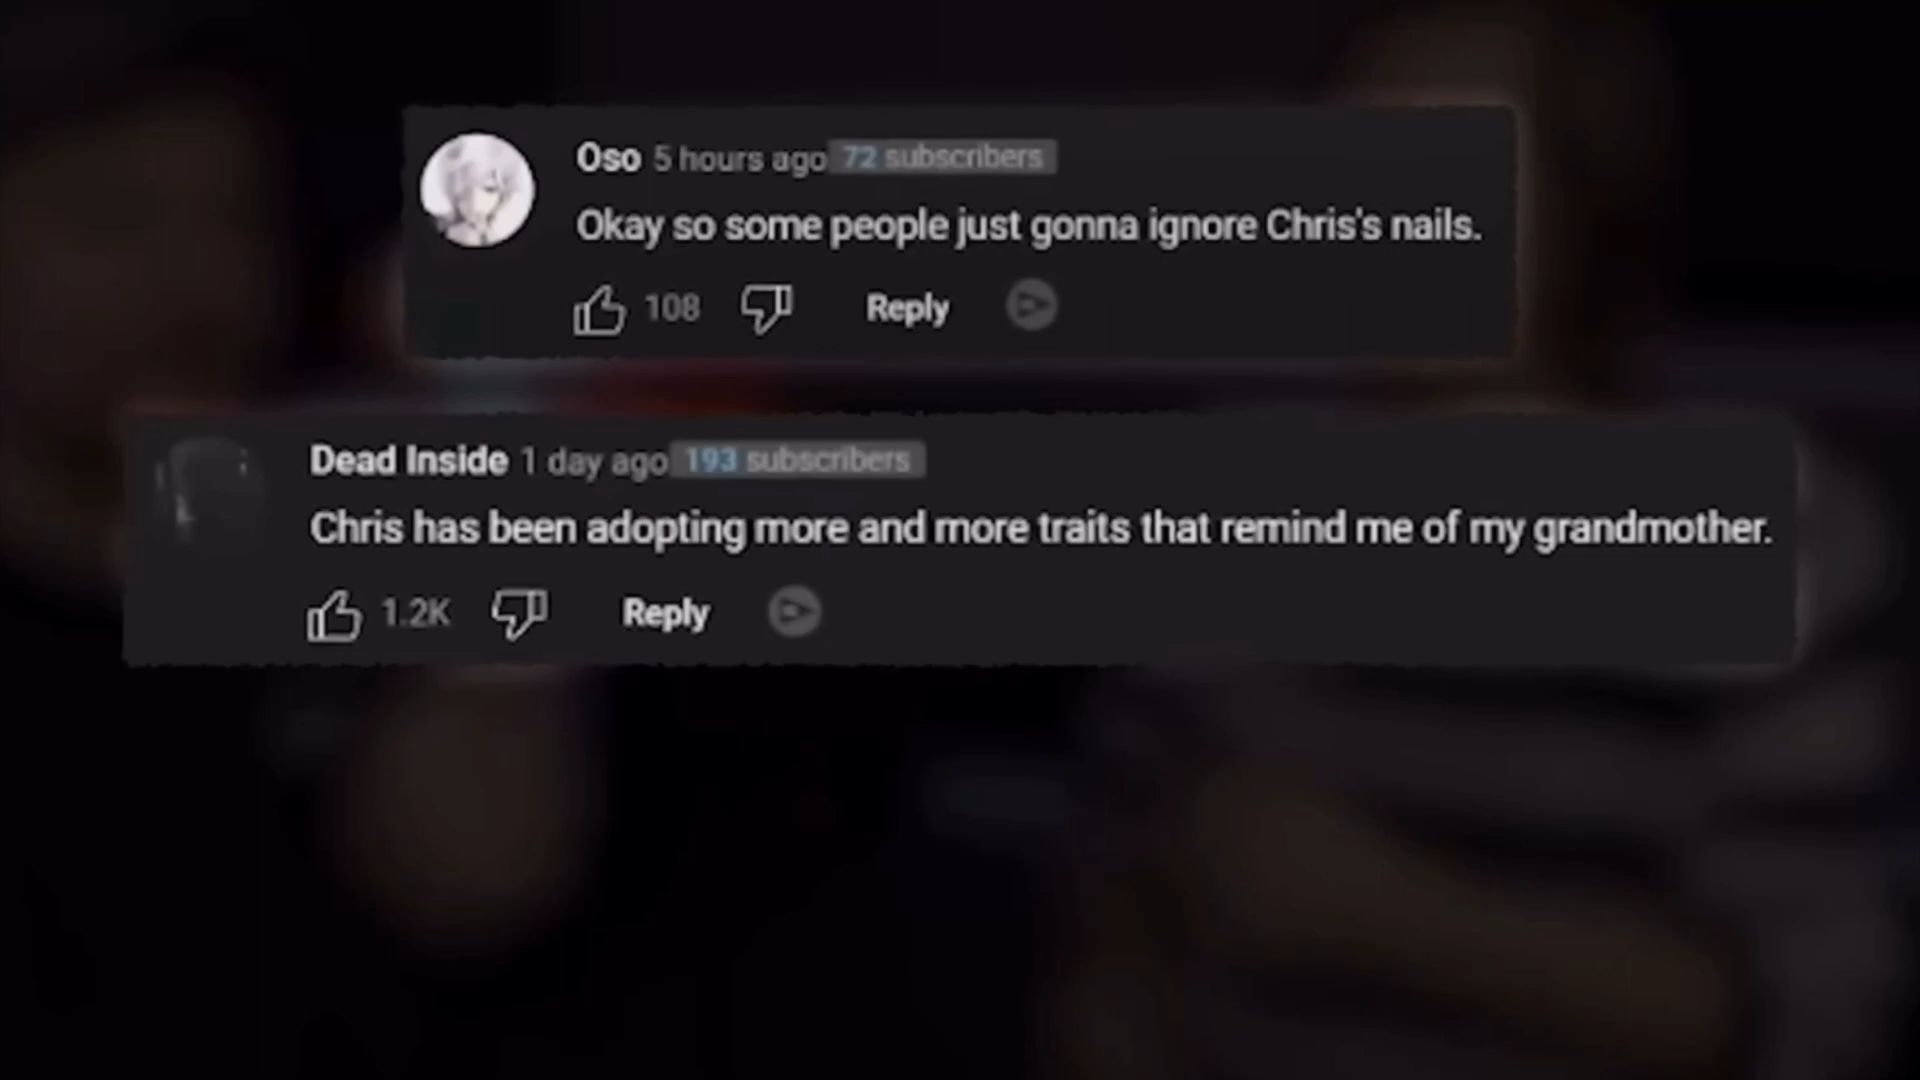 Oso 5 hours ago 72 subscribers
Okay so some people just gonna ignore Chris's nails.
108 Reply
Dead Inside 1 day ago 193 subscribers
Chris has been adopting more and more traits that remind me of my grandmother.
1.2K Reply